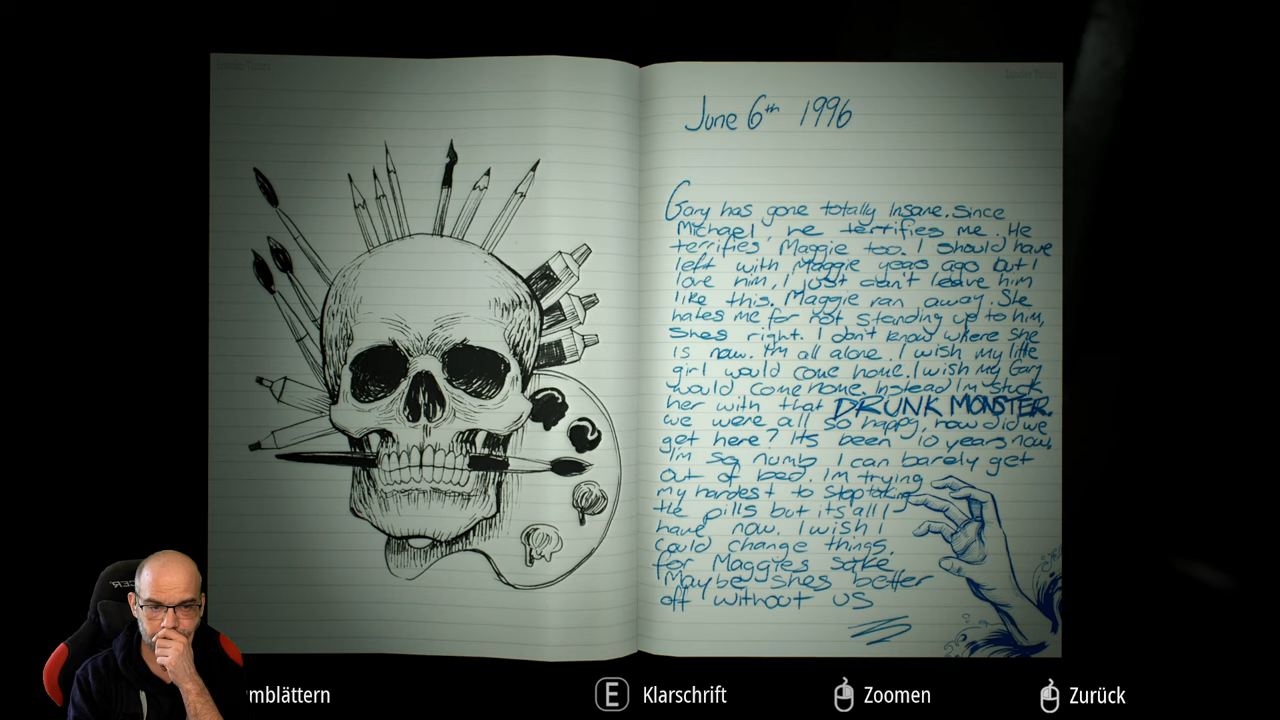 June 6th 1996
Gary has gone totally insane. Since
Michael, he terrifies me. He
terrifies Maggie too. I should have
left with Maggie years ago but I
love him, I just can't leave him
like this. Maggie ran away. She
hates me for not standing up to him,
shes right. I don't know where she
is now. I'm all alone. I wish my little
girl would come home. I wish my Gary
would come home. Instead I'm stuck
her with that DRUNK MONSTER.
we were all so happy, how did we
get here? Its been 10 years now,
I'm so numb, I can barely get
out of bed. Im trying
my hardest to stop taking
the pills but its all I
have now. I wish I
could change things,
for Maggies sake
Maybe shes better
off without us
mblättern
E Klarschrift
Zoomen
Zurück